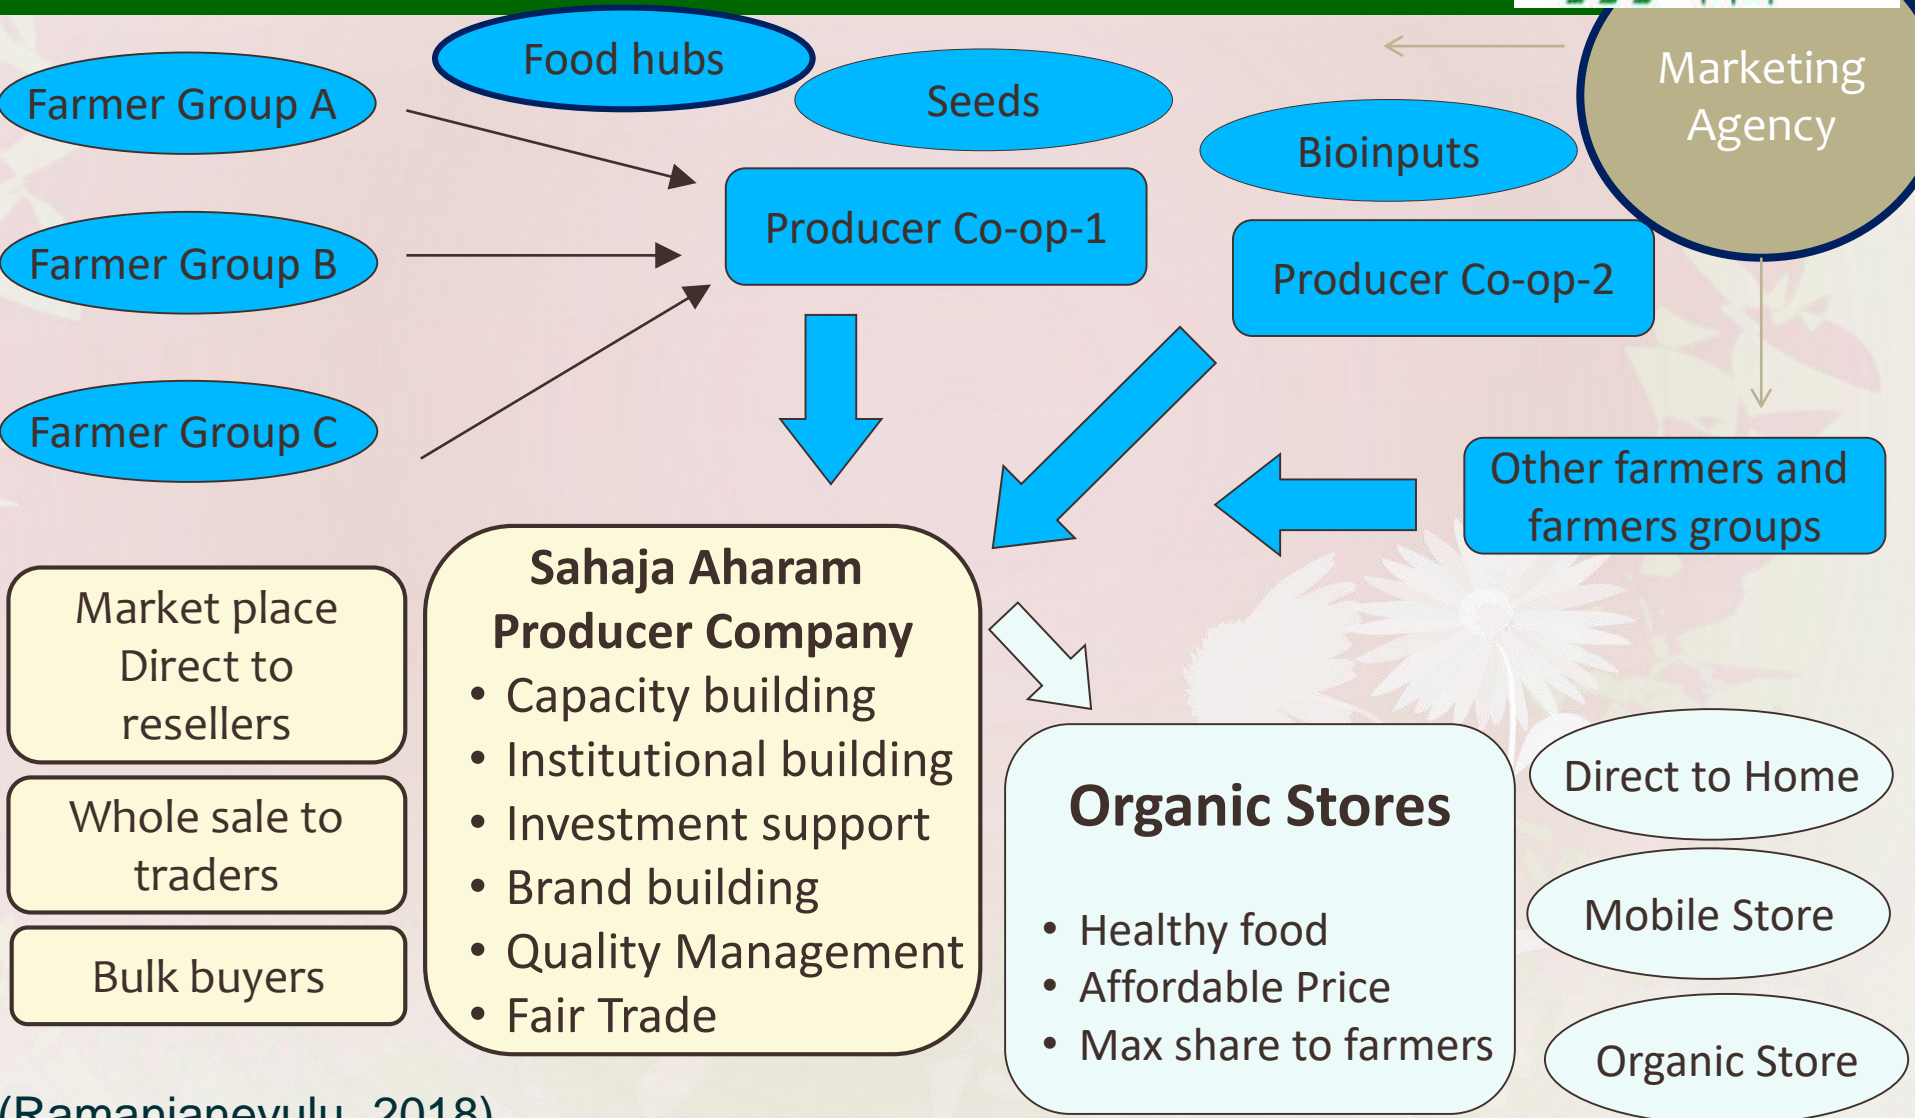 Food hubs
Marketing
Agency
Farmer Group A
Seeds
Bioinputs
Producer Co-op-1
Farmer Group B
Producer Co-op-2
Farmer Group C
Other farmers and
farmers groups
Market place
Direct to
resellers
Whole sale to
traders
Bulk buyers
Sahaja Aharam
Producer Company
• Capacity building
• Institutional building
• Investment support
• Brand building
• Quality Management
• Fair Trade
Organic Stores
• Healthy food
• Affordable Price
• Max share to farmers
Direct to Home
Mobile Store
Organic Store
(Ramanjaneyulu, 2018)